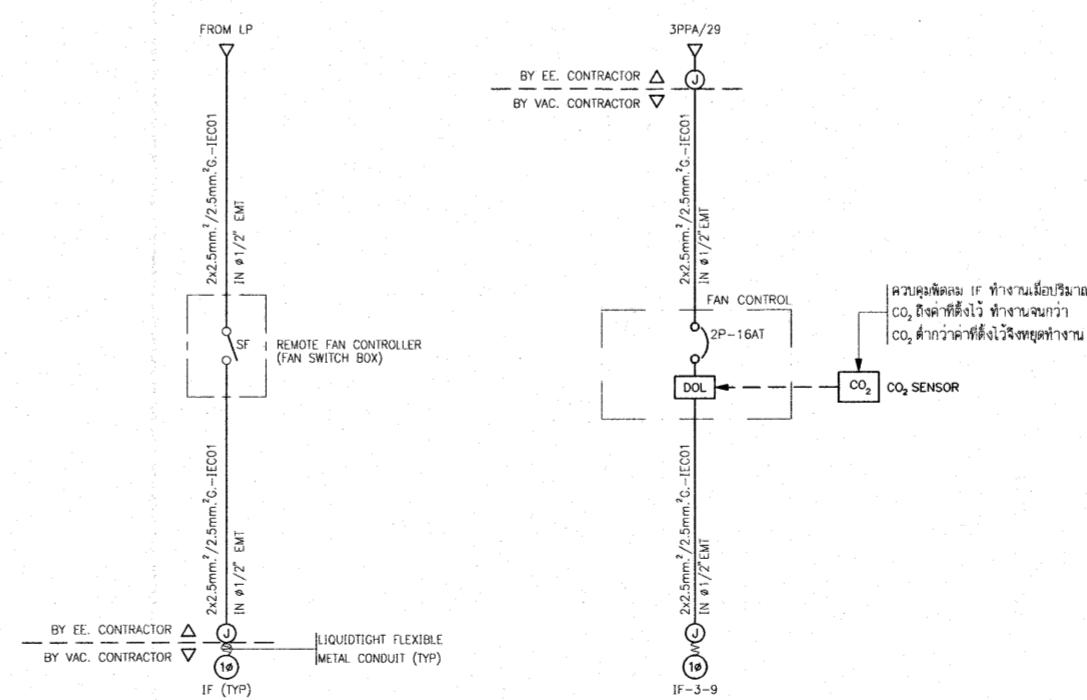 FROM LP
2x2.5mm.²/2.5mm.²G.-IEC01
IN ø1/2" EMT
SF
REMOTE FAN CONTROLLER
(FAN SWITCH BOX)
2x2.5mm.²/2.5mm.²G.-IEC01
IN ø1/2" EMT
BY EE. CONTRACTOR
BY VAC. CONTRACTOR
J
LIQUIDTIGHT FLEXIBLE
METAL CONDUIT (TYP)
1ø
IF (TYP)
3PPA/29
BY EE. CONTRACTOR
J
BY VAC. CONTRACTOR
2x2.5mm.²/2.5mm.²G.-IEC01
IN ø1/2" EMT
FAN CONTROL
2P-16AT
DOL
ควบคุมพัดลม IF ทำงานเมื่อปริมาณ
CO₂ ถึงค่าที่ตั้งไว้ ทำงานจนกว่า
CO₂ ต่ำกว่าค่าที่ตั้งไว้จึงหยุดทำงาน
CO₂
CO₂ SENSOR
2x2.5mm.²/2.5mm.²G.-IEC01
IN ø1/2" EMT
J
1ø
IF-3-9